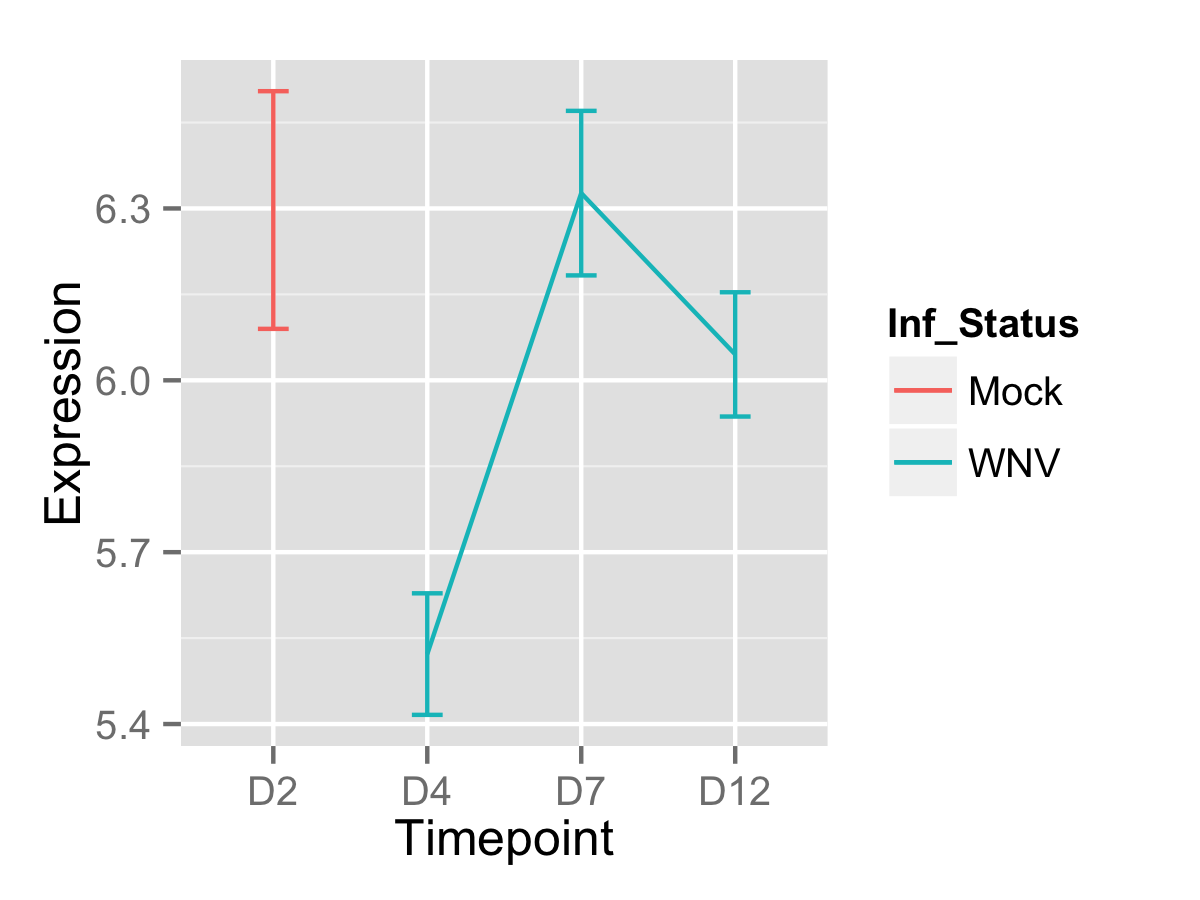 Expression
6.3
6.0
5.7
5.4
D2 D4 D7 D12
Timepoint
Inf_Status
Mock
WNV